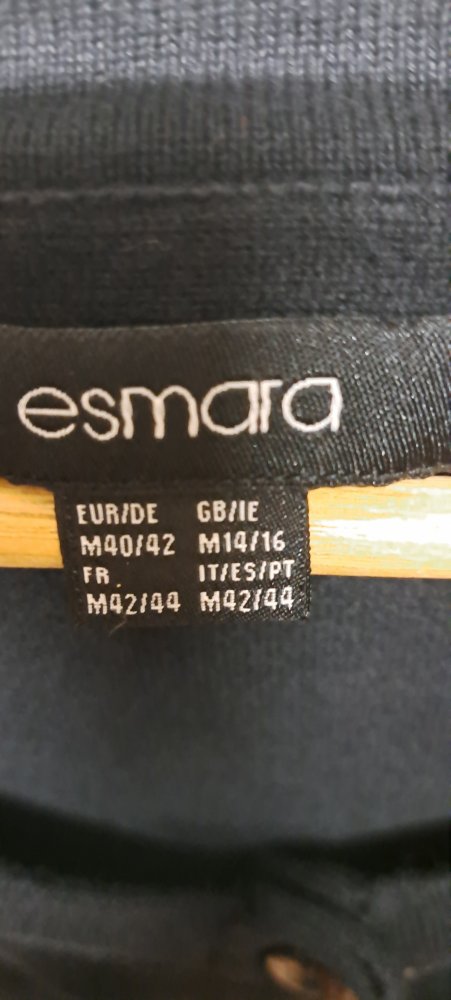 esmara
EUR/DE GB/IE
M40/42 M14/16
FR IT/ES/PT
M42/44 M42/44